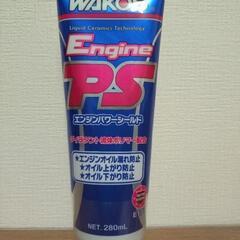 WAKO'S
Liquid Ceramics Technology
Engine
PS
エンジンパワーシールド
★エンジンオイル漏れ防止
★オイル上がり防止
★オイル下がり防止
NET. 280mL